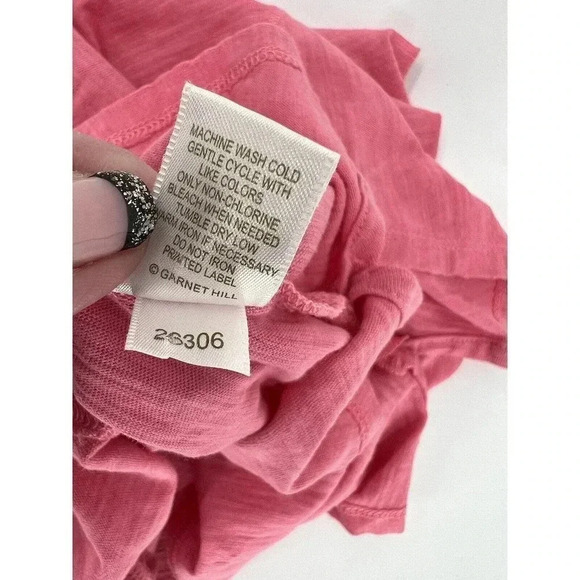 MACHINE WASH COLD
GENTLE CYCLE WITH
LIKE COLORS
ONLY NON-CHLORINE
BLEACH WHEN NEEDED
TUMBLE DRY LOW
WARM IRON IF NECESSARY
DO NOT IRON
PRINTED LABEL
© GARNET HILL
26306